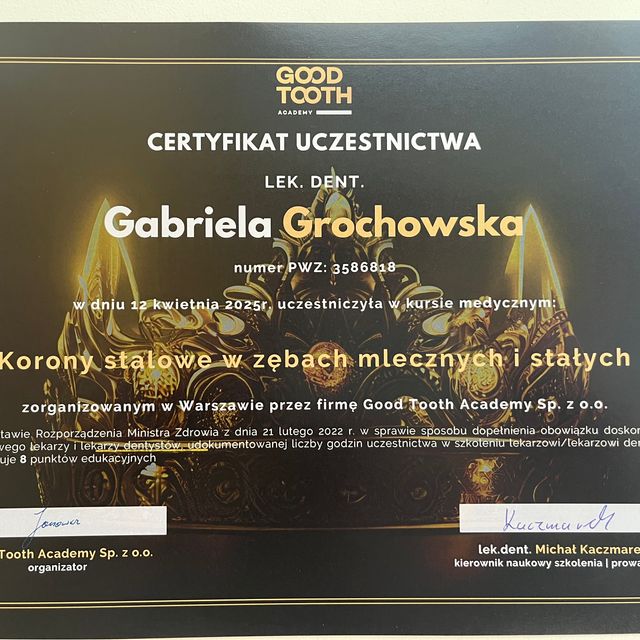 GOOD
TOOTH
ACADEMY
CERTYFIKAT UCZESTNICTWA
LEK. DENT.
Gabriela Grochowska
numer PWZ: 3586818
w dniu 12 kwietnia 2025r, uczestniczyła w kursie medycznym:
Korony stalowe w zębach mlecznych i stałych
zorganizowanym w Warszawie przez firmę Good Tooth Academy Sp. z o.o.
Rozporządzenia Ministra Zdrowia z dnia 21 lutego 2022 r. w sprawie sposobu dopełnienia obowiązku
lekarzy i lekarzy dentystów, udokumentowanej liczby godzin uczestnictwa w szkoleniu lekarzowi/lekarzowi
8 punktów edukacyjnych
Kaczmarek
Tooth Academy Sp. z o.o.
organizator
lek.dent. Michał Kaczmare
kierownik naukowy szkolenia |